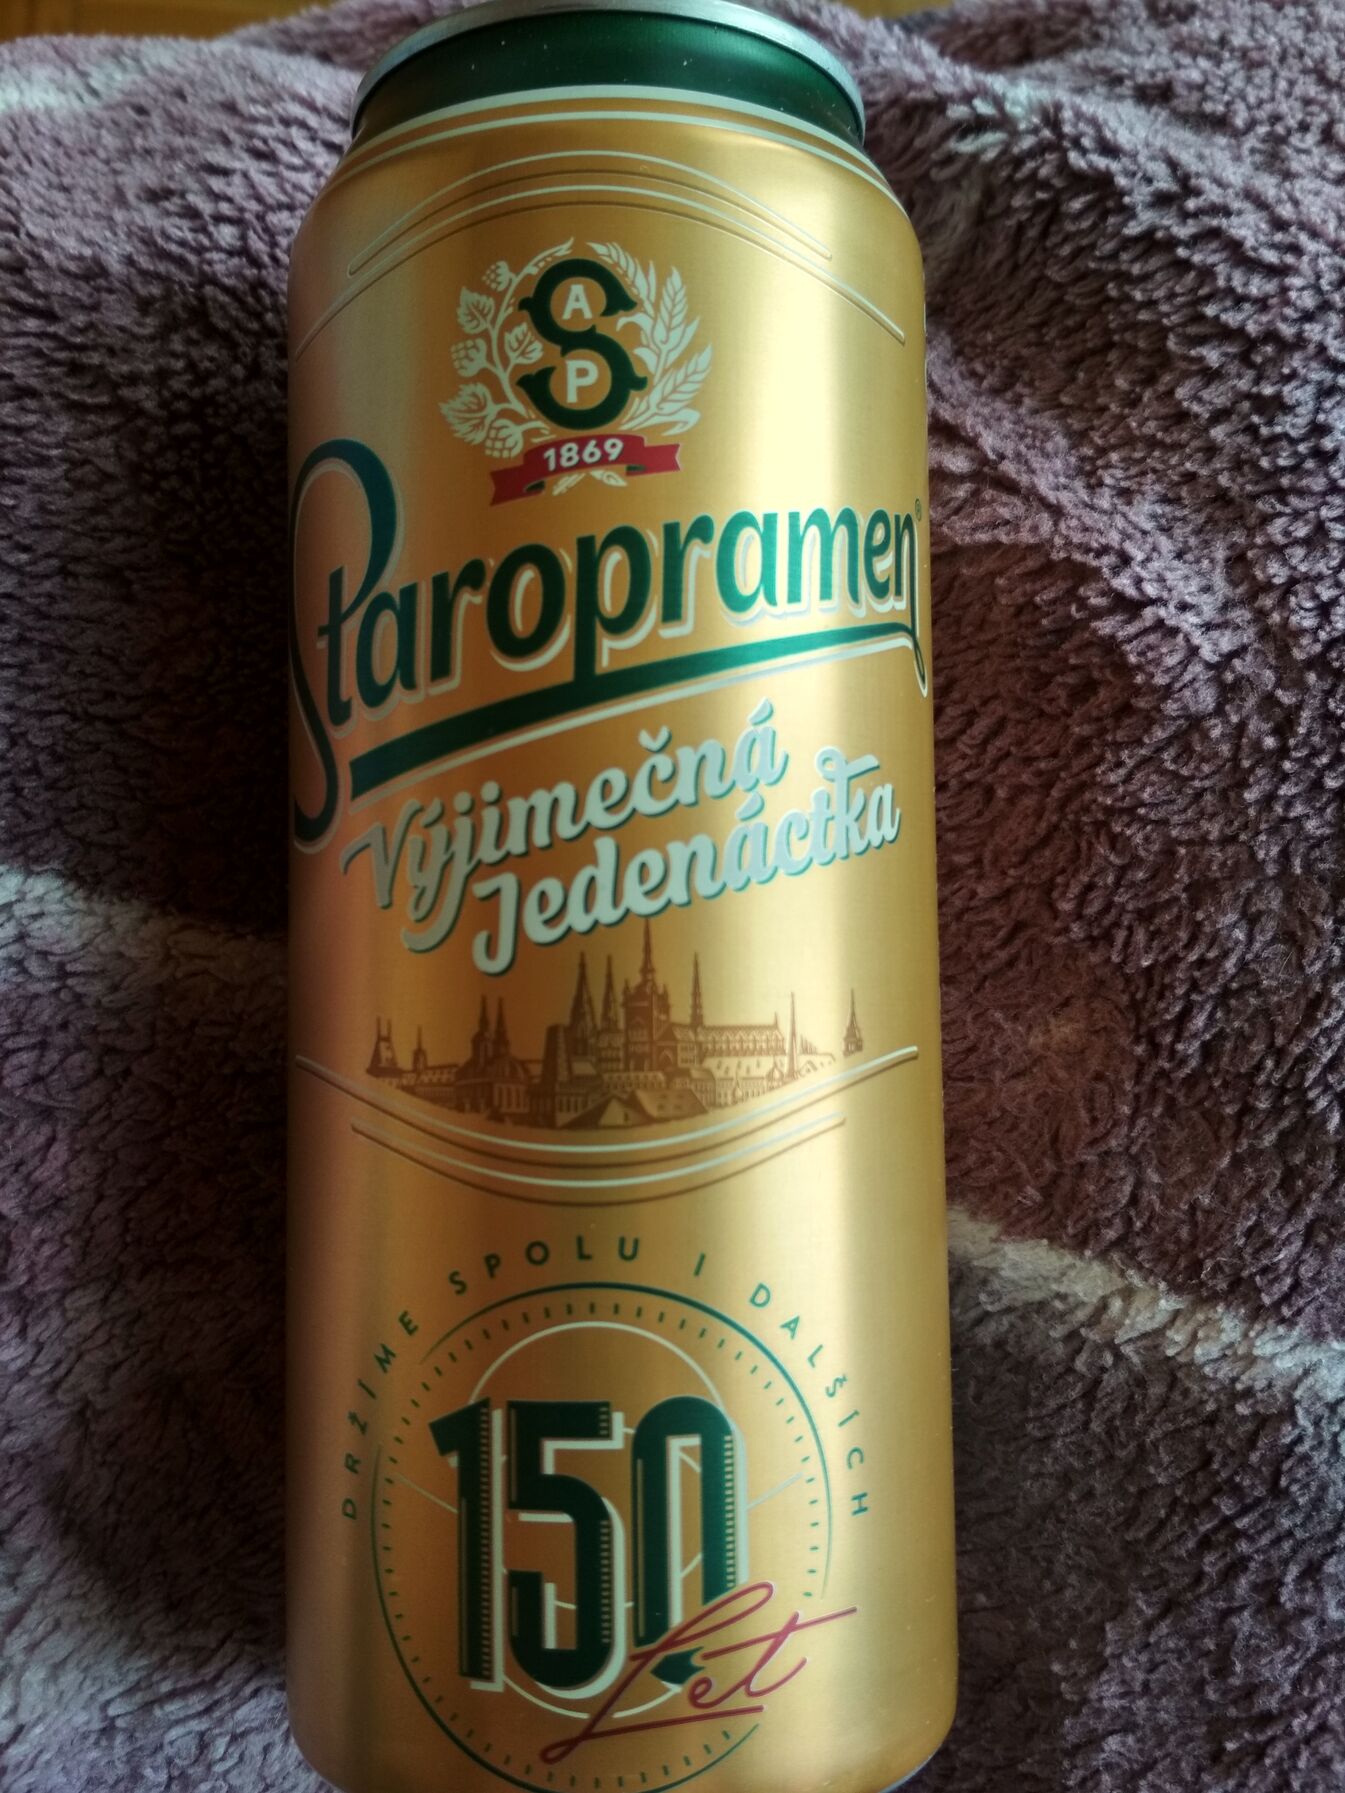 S A P
1869
Staropramen®
Výjimečná
Jedenáctka
DRŽÍME SPOLU I DALŠÍCH
150
Let